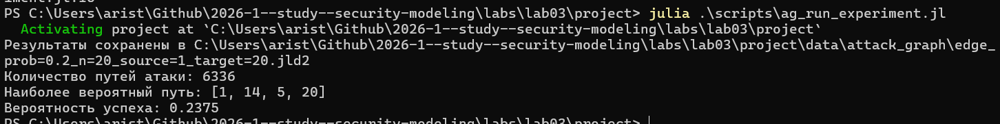 PS C:\Users\arist\Github\2026-1--study--security-modeling\labs\lab03\project> julia .\scripts\ag_run_experiment.jl
Activating project at `C:\Users\arist\Github\2026-1--study--security-modeling\labs\lab03\project`
Результаты сохранены в C:\Users\arist\Github\2026-1--study--security-modeling\labs\lab03\project\data\attack_graph\edge_
prob=0.2_n=20_source=1_target=20.jld2
Количество путей атаки: 6336
Наиболее вероятный путь: [1, 14, 5, 20]
Вероятность успеха: 0.2375
PS C:\Users\arist\Github\2026-1--study--security-modeling\labs\lab03\project>